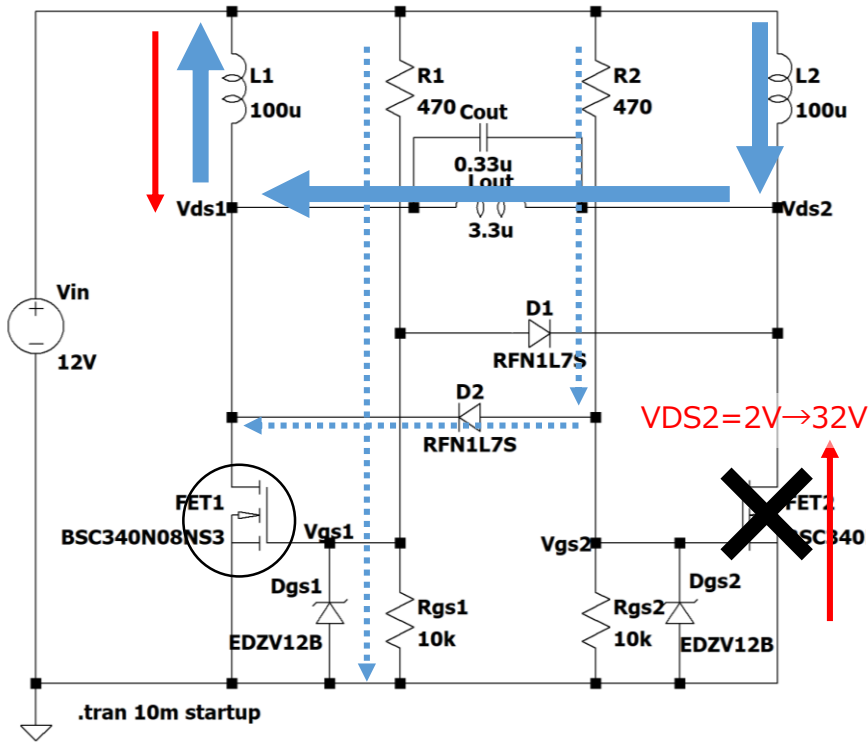 L1
100u
R1
470
R2
470
L2
100u
Cout
0.33u
Lout
3.3u
Vds1
Vds2
Vin
12V
D1
RFN1L7S
D2
RFN1L7S
VDS2=2V→32V
FET1
BSC340N08NS3
Vgs1
Vgs2
FET2
BSC340
Dgs1
EDZV12B
Rgs1
10k
Rgs2
10k
Dgs2
EDZV12B
.tran 10m startup